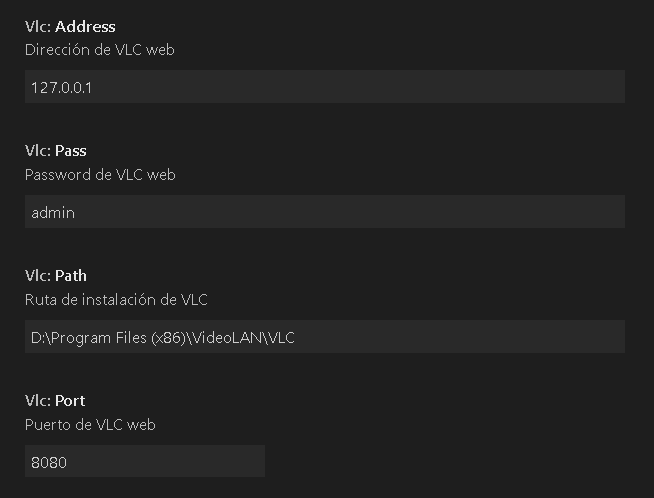 Vlc: Address
Dirección de VLC web
127.0.0.1
Vlc: Pass
Password de VLC web
admin
Vlc: Path
Ruta de instalación de VLC
D:\Program Files (x86)\VideoLAN\VLC
Vlc: Port
Puerto de VLC web
8080